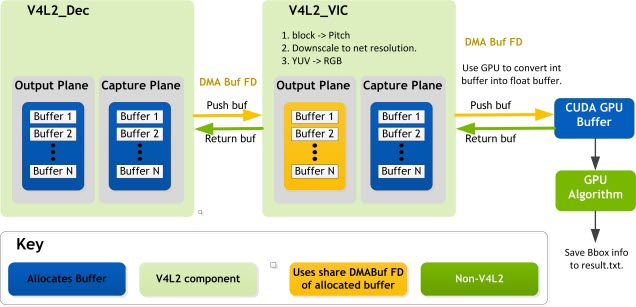 V4L2_Dec
V4L2_VIC
1. block -> Pitch
2. Downscale to net resolution.
3. YUV -> RGB
DMA Buf FD
Use GPU to convert int
buffer into float buffer.
Output Plane
Capture Plane
DMA Buf FD
Output Plane
Capture Plane
Push buf
Push buf
Buffer 1
Buffer 1
Buffer 1
Buffer 1
CUDA GPU
Buffer
Buffer 2
Buffer 2
Buffer 2
Buffer 2
Return buf
Return buf
Buffer N
Buffer N
Buffer N
Buffer N
GPU
Algorithm
Save Bbox info
to result.txt.
Key
Allocates Buffer
V4L2 component
Uses share DMABuf FD
of allocated buffer
Non-V4L2